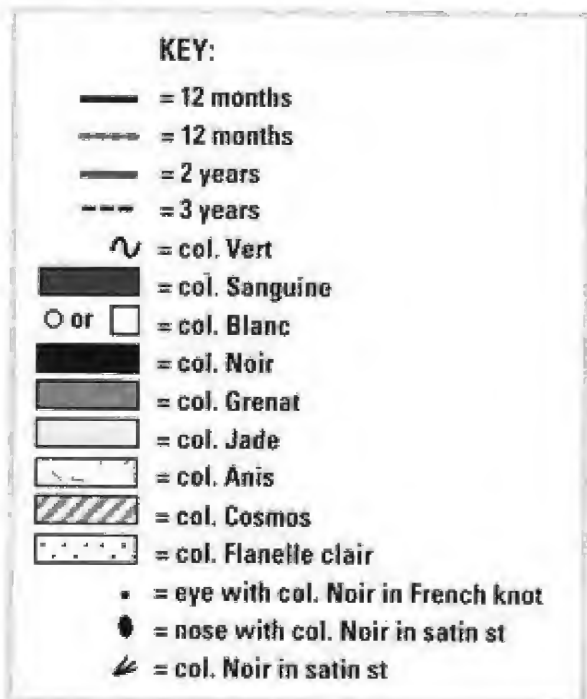 KEY:
= 12 months
= 12 months
= 2 years
= 3 years
= col. Vert
= col. Sanguine
O or = col. Blanc
= col. Noir
= col. Grenat
= col. Jade
= col. Anis
= col. Cosmos
= col. Flanelle clair
= eye with col. Noir in French knot
= nose with col. Noir in satin st
= col. Noir in satin st